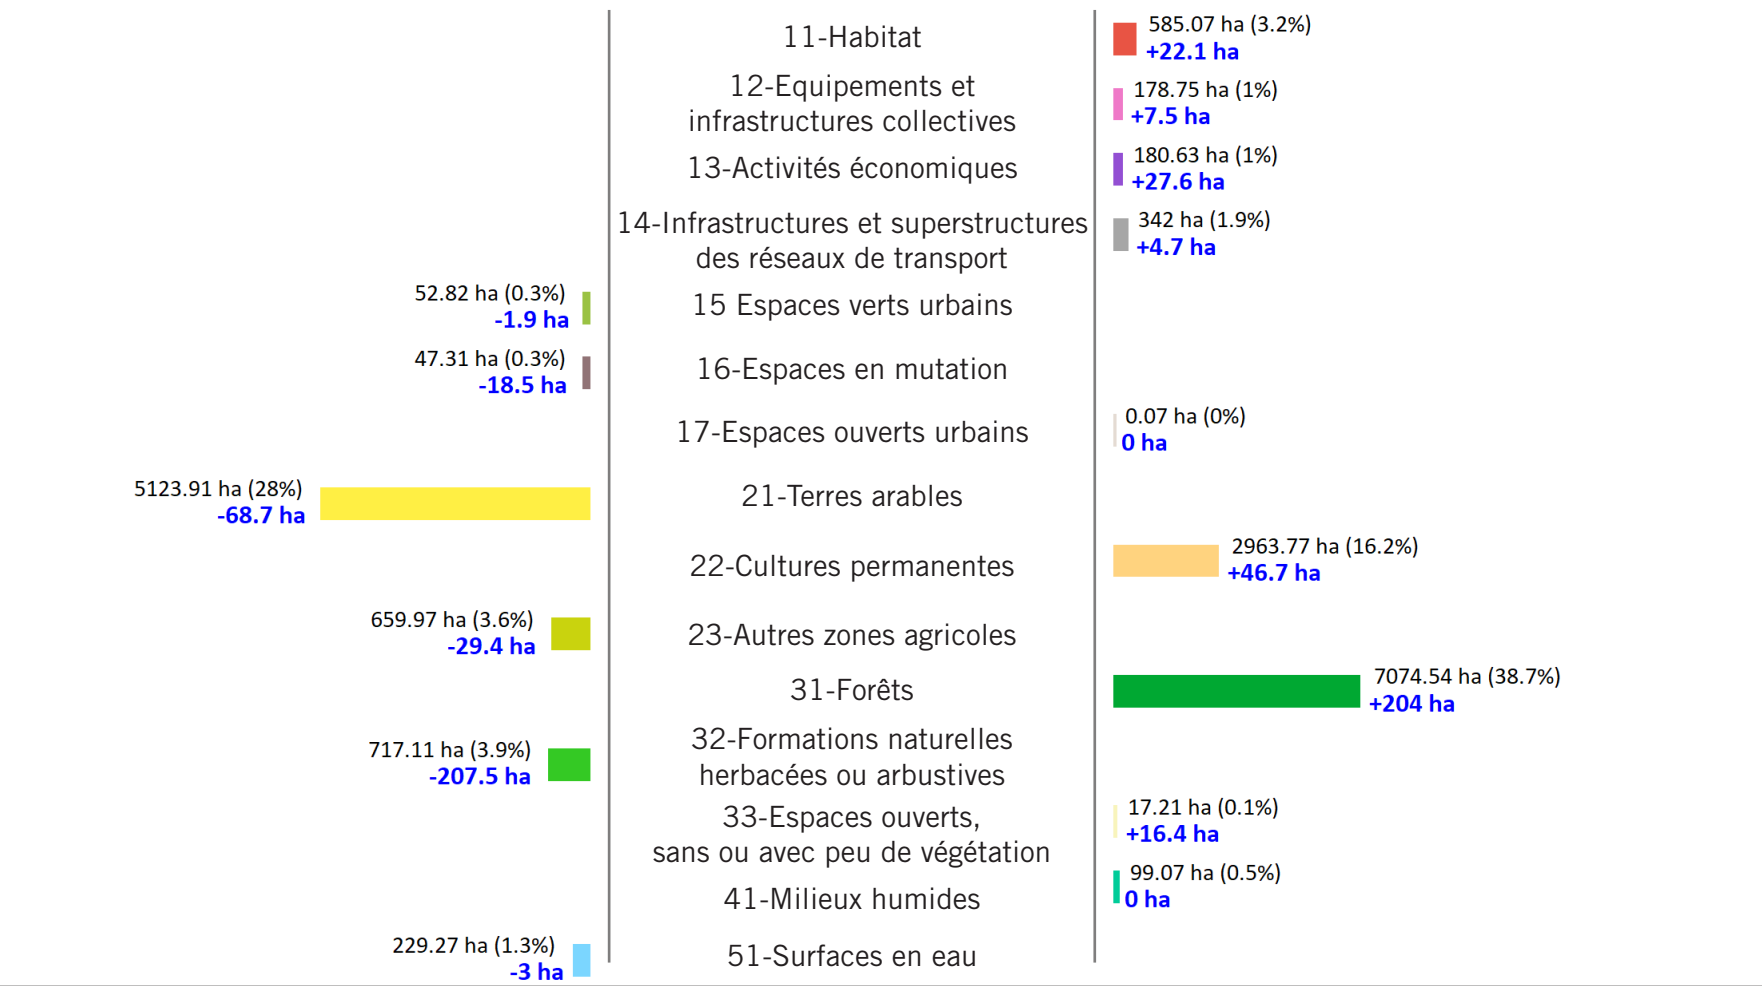 11-Habitat
585.07 ha (3.2%)
+22.1 ha
12-Equipements et
infrastructures collectives
178.75 ha (1%)
+7.5 ha
13-Activités économiques
180.63 ha (1%)
+27.6 ha
14-Infrastructures et superstructures
des réseaux de transport
342 ha (1.9%)
+4.7 ha
52.82 ha (0.3%)
-1.9 ha
15 Espaces verts urbains
47.31 ha (0.3%)
-18.5 ha
16-Espaces en mutation
17-Espaces ouverts urbains
0.07 ha (0%)
0 ha
5123.91 ha (28%)
-68.7 ha
21-Terres arables
22-Cultures permanentes
2963.77 ha (16.2%)
+46.7 ha
659.97 ha (3.6%)
-29.4 ha
23-Autres zones agricoles
31-Forêts
7074.54 ha (38.7%)
+204 ha
717.11 ha (3.9%)
-207.5 ha
32-Formations naturelles
herbacées ou arbustives
33-Espaces ouverts,
sans ou avec peu de végétation
17.21 ha (0.1%)
+16.4 ha
41-Milieux humides
99.07 ha (0.5%)
0 ha
229.27 ha (1.3%)
-3 ha
51-Surfaces en eau